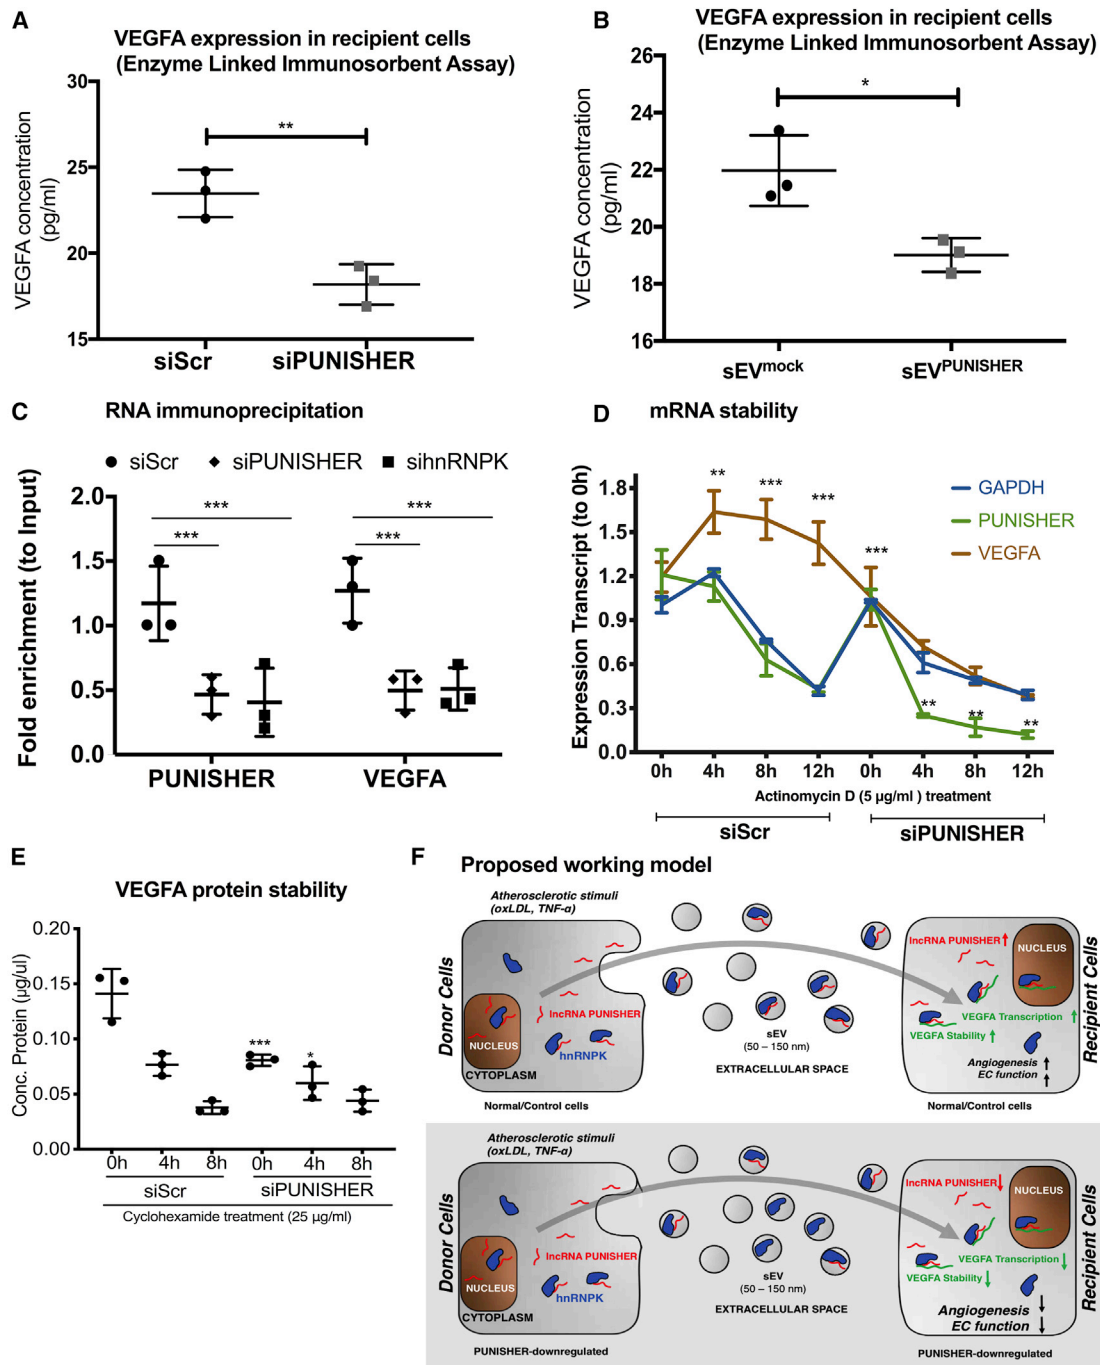 A
VEGFA expression in recipient cells
(Enzyme Linked Immunosorbent Assay)
VEGFA concentration
(pg/ml)
30
25
20
15
**
siScr
siPUNISHER
B
VEGFA expression in recipient cells
(Enzyme Linked Immunosorbent Assay)
VEGFA concentration
(pg/ml)
26
24
22
20
18
16
*
sEVmock
sEVPUNISHER
C
RNA immunoprecipitation
siScr
siPUNISHER
sihnRNPK
Fold enrichment (to Input)
2.0
1.5
1.0
0.5
0.0
***
***
***
***
PUNISHER
VEGFA
D
mRNA stability
Expression Transcript (to 0h)
1.8
1.5
1.2
0.9
0.6
0.3
0.0
**
***
***
***
**
**
**
GAPDH
PUNISHER
VEGFA
0h 4h 8h 12h 0h 4h 8h 12h
Actinomycin D (5 µg/ml ) treatment
siScr
siPUNISHER
E
VEGFA protein stability
Conc. Protein (µg/ul)
0.20
0.15
0.10
0.05
0.00
***
*
0h 4h 8h 0h 4h 8h
siScr
siPUNISHER
Cyclohexamide treatment (25 µg/ml)
F
Proposed working model
Atherosclerotic stimuli
(oxLDL, TNF-α)
Donor Cells
lncRNA PUNISHER
NUCLEUS
hnRNPK
CYTOPLASM
Normal/Control cells
sEV
(50 – 150 nm)
EXTRACELLULAR SPACE
lncRNA PUNISHER
NUCLEUS
VEGFA Transcription
VEGFA Stability
Angiogenesis
EC function
Normal/Control cells
Recipient Cells
Atherosclerotic stimuli
(oxLDL, TNF-α)
Donor Cells
lncRNA PUNISHER
NUCLEUS
hnRNPK
CYTOPLASM
PUNISHER-downregulated
sEV
(50 – 150 nm)
EXTRACELLULAR SPACE
lncRNA PUNISHER
NUCLEUS
VEGFA Transcription
VEGFA Stability
Angiogenesis
EC function
PUNISHER-downregulated
Recipient Cells